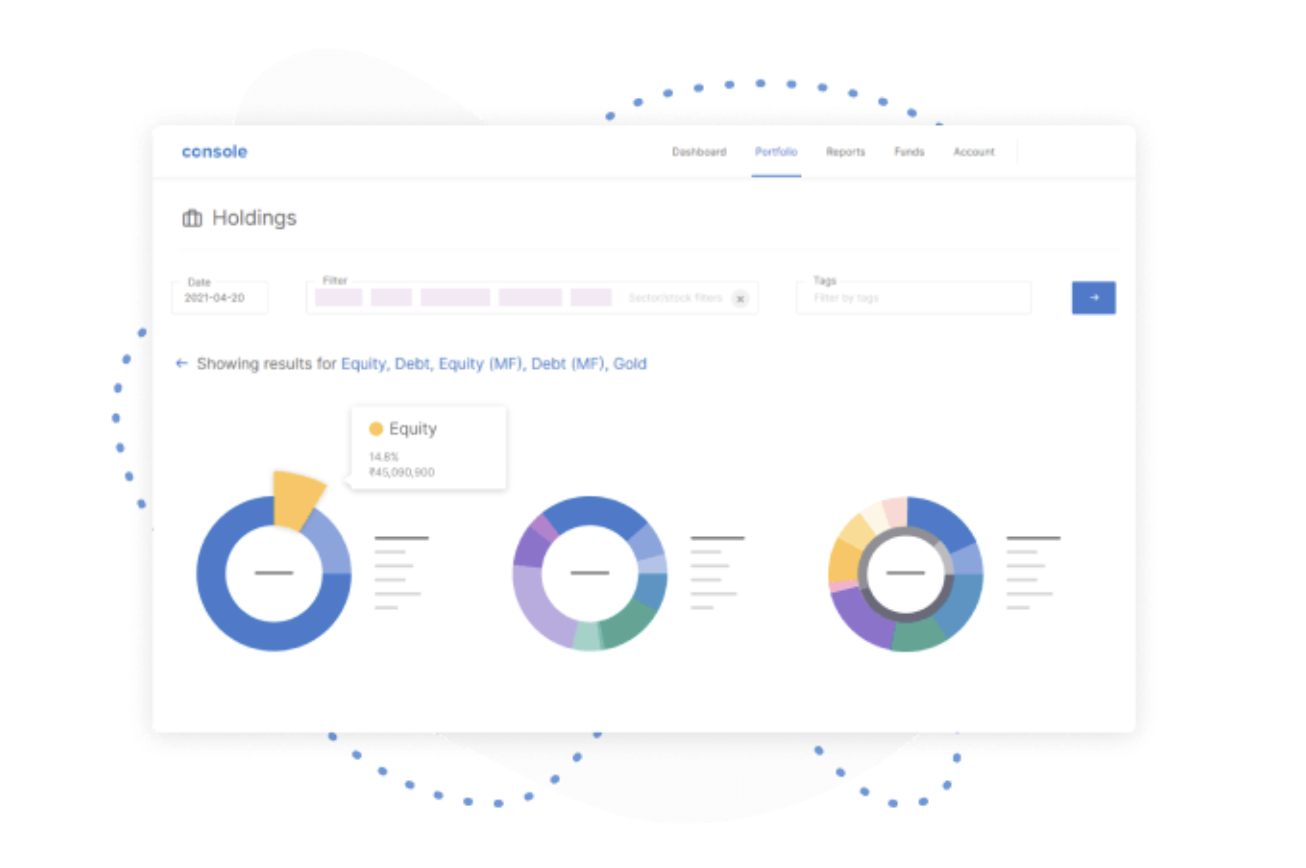 console
Dashboard Portfolio Reports Funds Account
Holdings
Date
Filter
Tags
2021-04-20
Sector/stock filters
Filter by tags
Showing results for Equity, Debt, Equity (MF), Debt (MF), Gold
Equity
14.8%
₹45,090,900